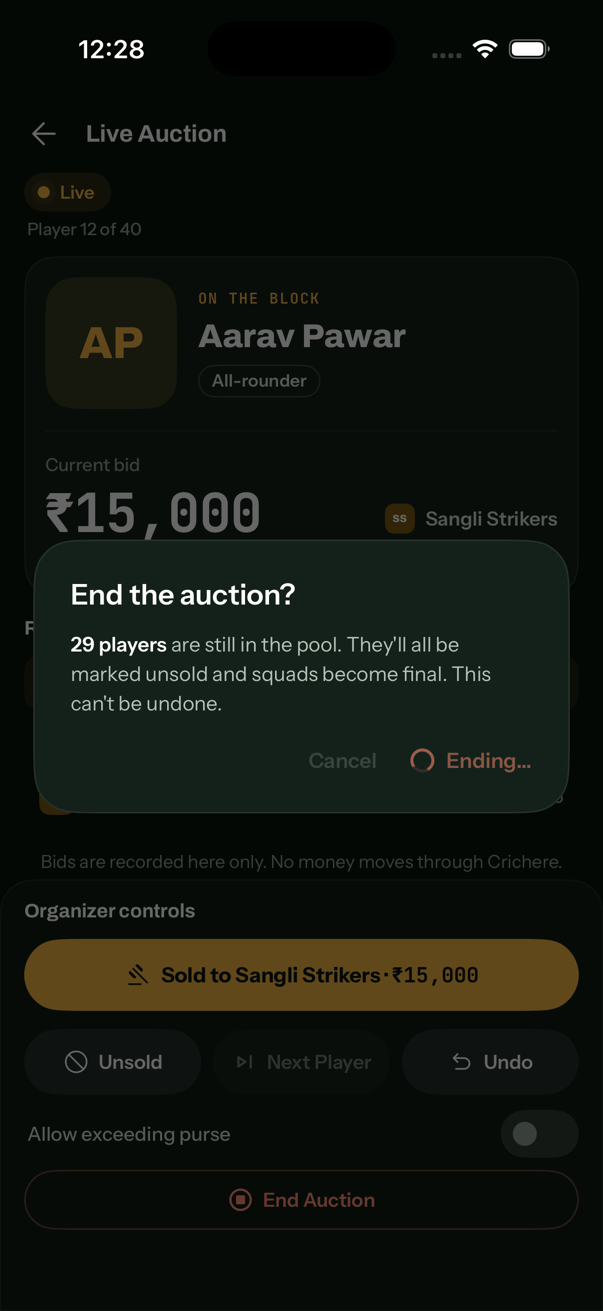 12:28
Live Auction
Live
Player 12 of 40
AP
ON THE BLOCK
Aarav Pawar
All-rounder
Current bid
₹15,000
SS
Sangli Strikers
End the auction?
29 players are still in the pool. They'll all be
marked unsold and squads become final. This
can't be undone.
Cancel
Ending...
Bids are recorded here only. No money moves through Crichere.
Organizer controls
Sold to Sangli Strikers · ₹15,000
Unsold
Next Player
Undo
Allow exceeding purse
End Auction